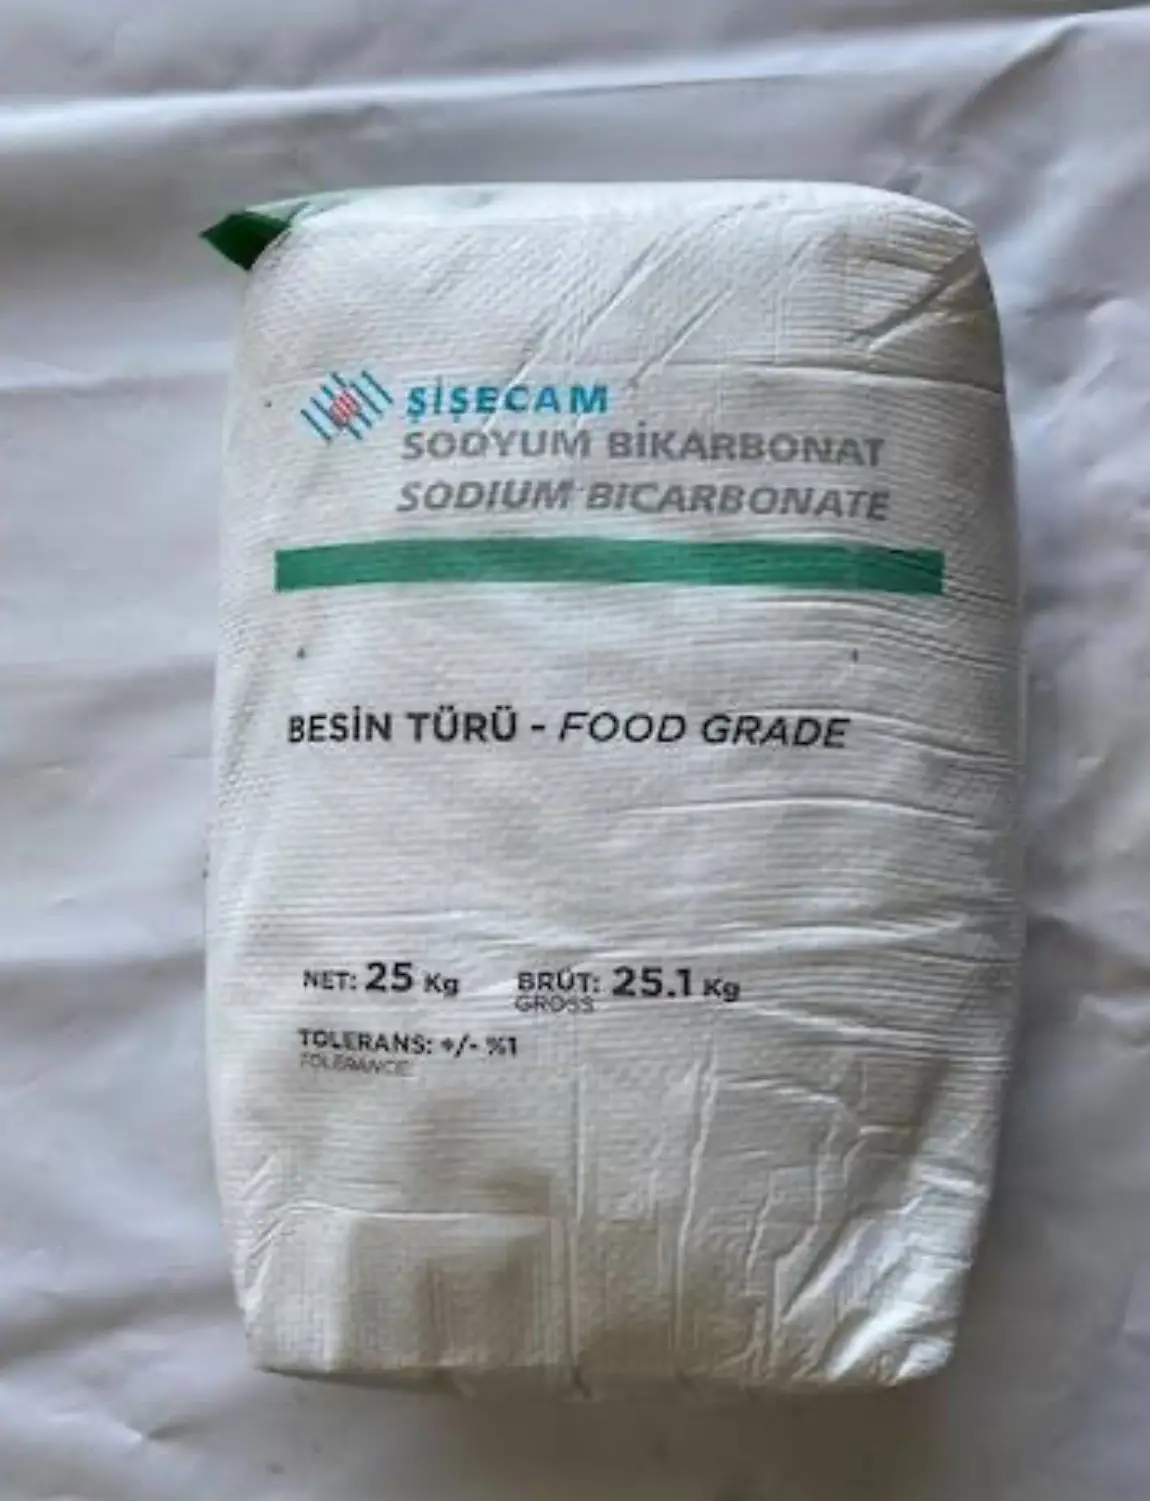 ŞİŞECAM
SODYUM BİKARBONAT
SODIUM BICARBONATE
BESİN TÜRÜ - FOOD GRADE
NET: 25 Kg BRÜT: 25.1 Kg
GROSS
TOLERANS: +/- %1
TOLERANCE